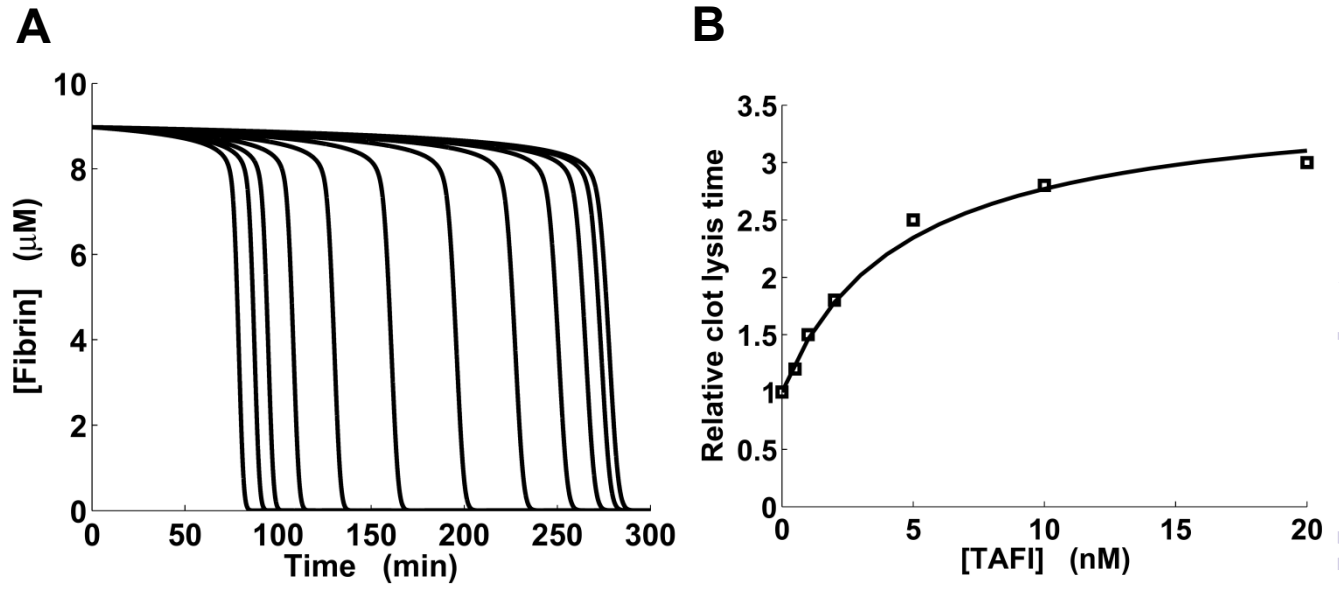 A
10
8
6
4
2
0
[Fibrin] (μM)
0 50 100 150 200 250 300
Time (min)
B
3.5
3
2.5
2
1.5
1
0.5
0
Relative clot lysis time
0 5 10 15 20
[TAFI] (nM)